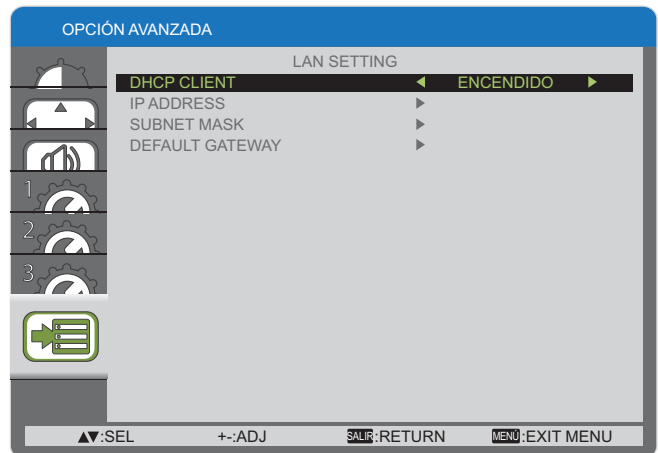 OPCIÓN AVANZADA
LAN SETTING
DHCP CLIENT ◀ ENCENDIDO ▶
IP ADDRESS ▶
SUBNET MASK ▶
DEFAULT GATEWAY ▶
1
2
3
▲▼:SEL +-:ADJ SALIR:RETURN MENÚ:EXIT MENU